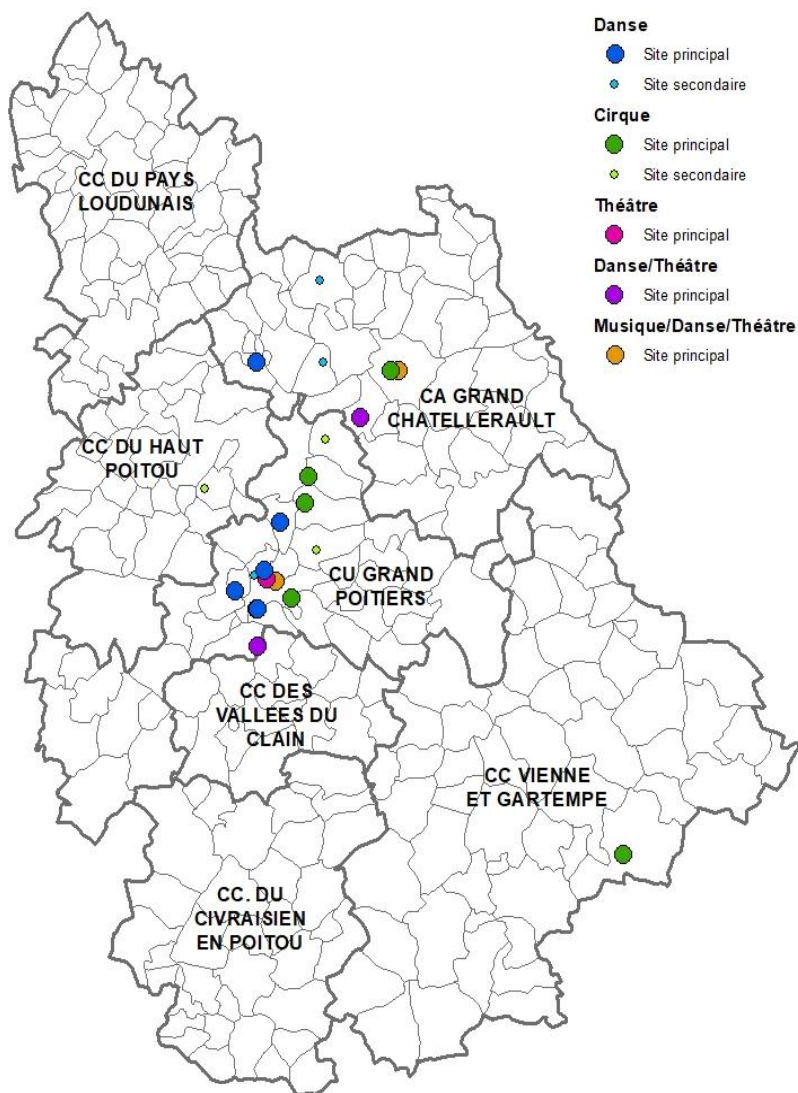 Danse
Site principal
Site secondaire
Cirque
Site principal
Site secondaire
Théâtre
Site principal
Danse/Théâtre
Site principal
Musique/Danse/Théâtre
Site principal
CC DU PAYS
LOUDUNAIS
CA GRAND
CHATELLERAULT
CC DU HAUT
POITOU
CU GRAND
POITIERS
CC DES
VALLEES DU
CLAIN
CC VIENNE
ET GARTEMPE
CC. DU
CIVRAISIEN
EN POITOU